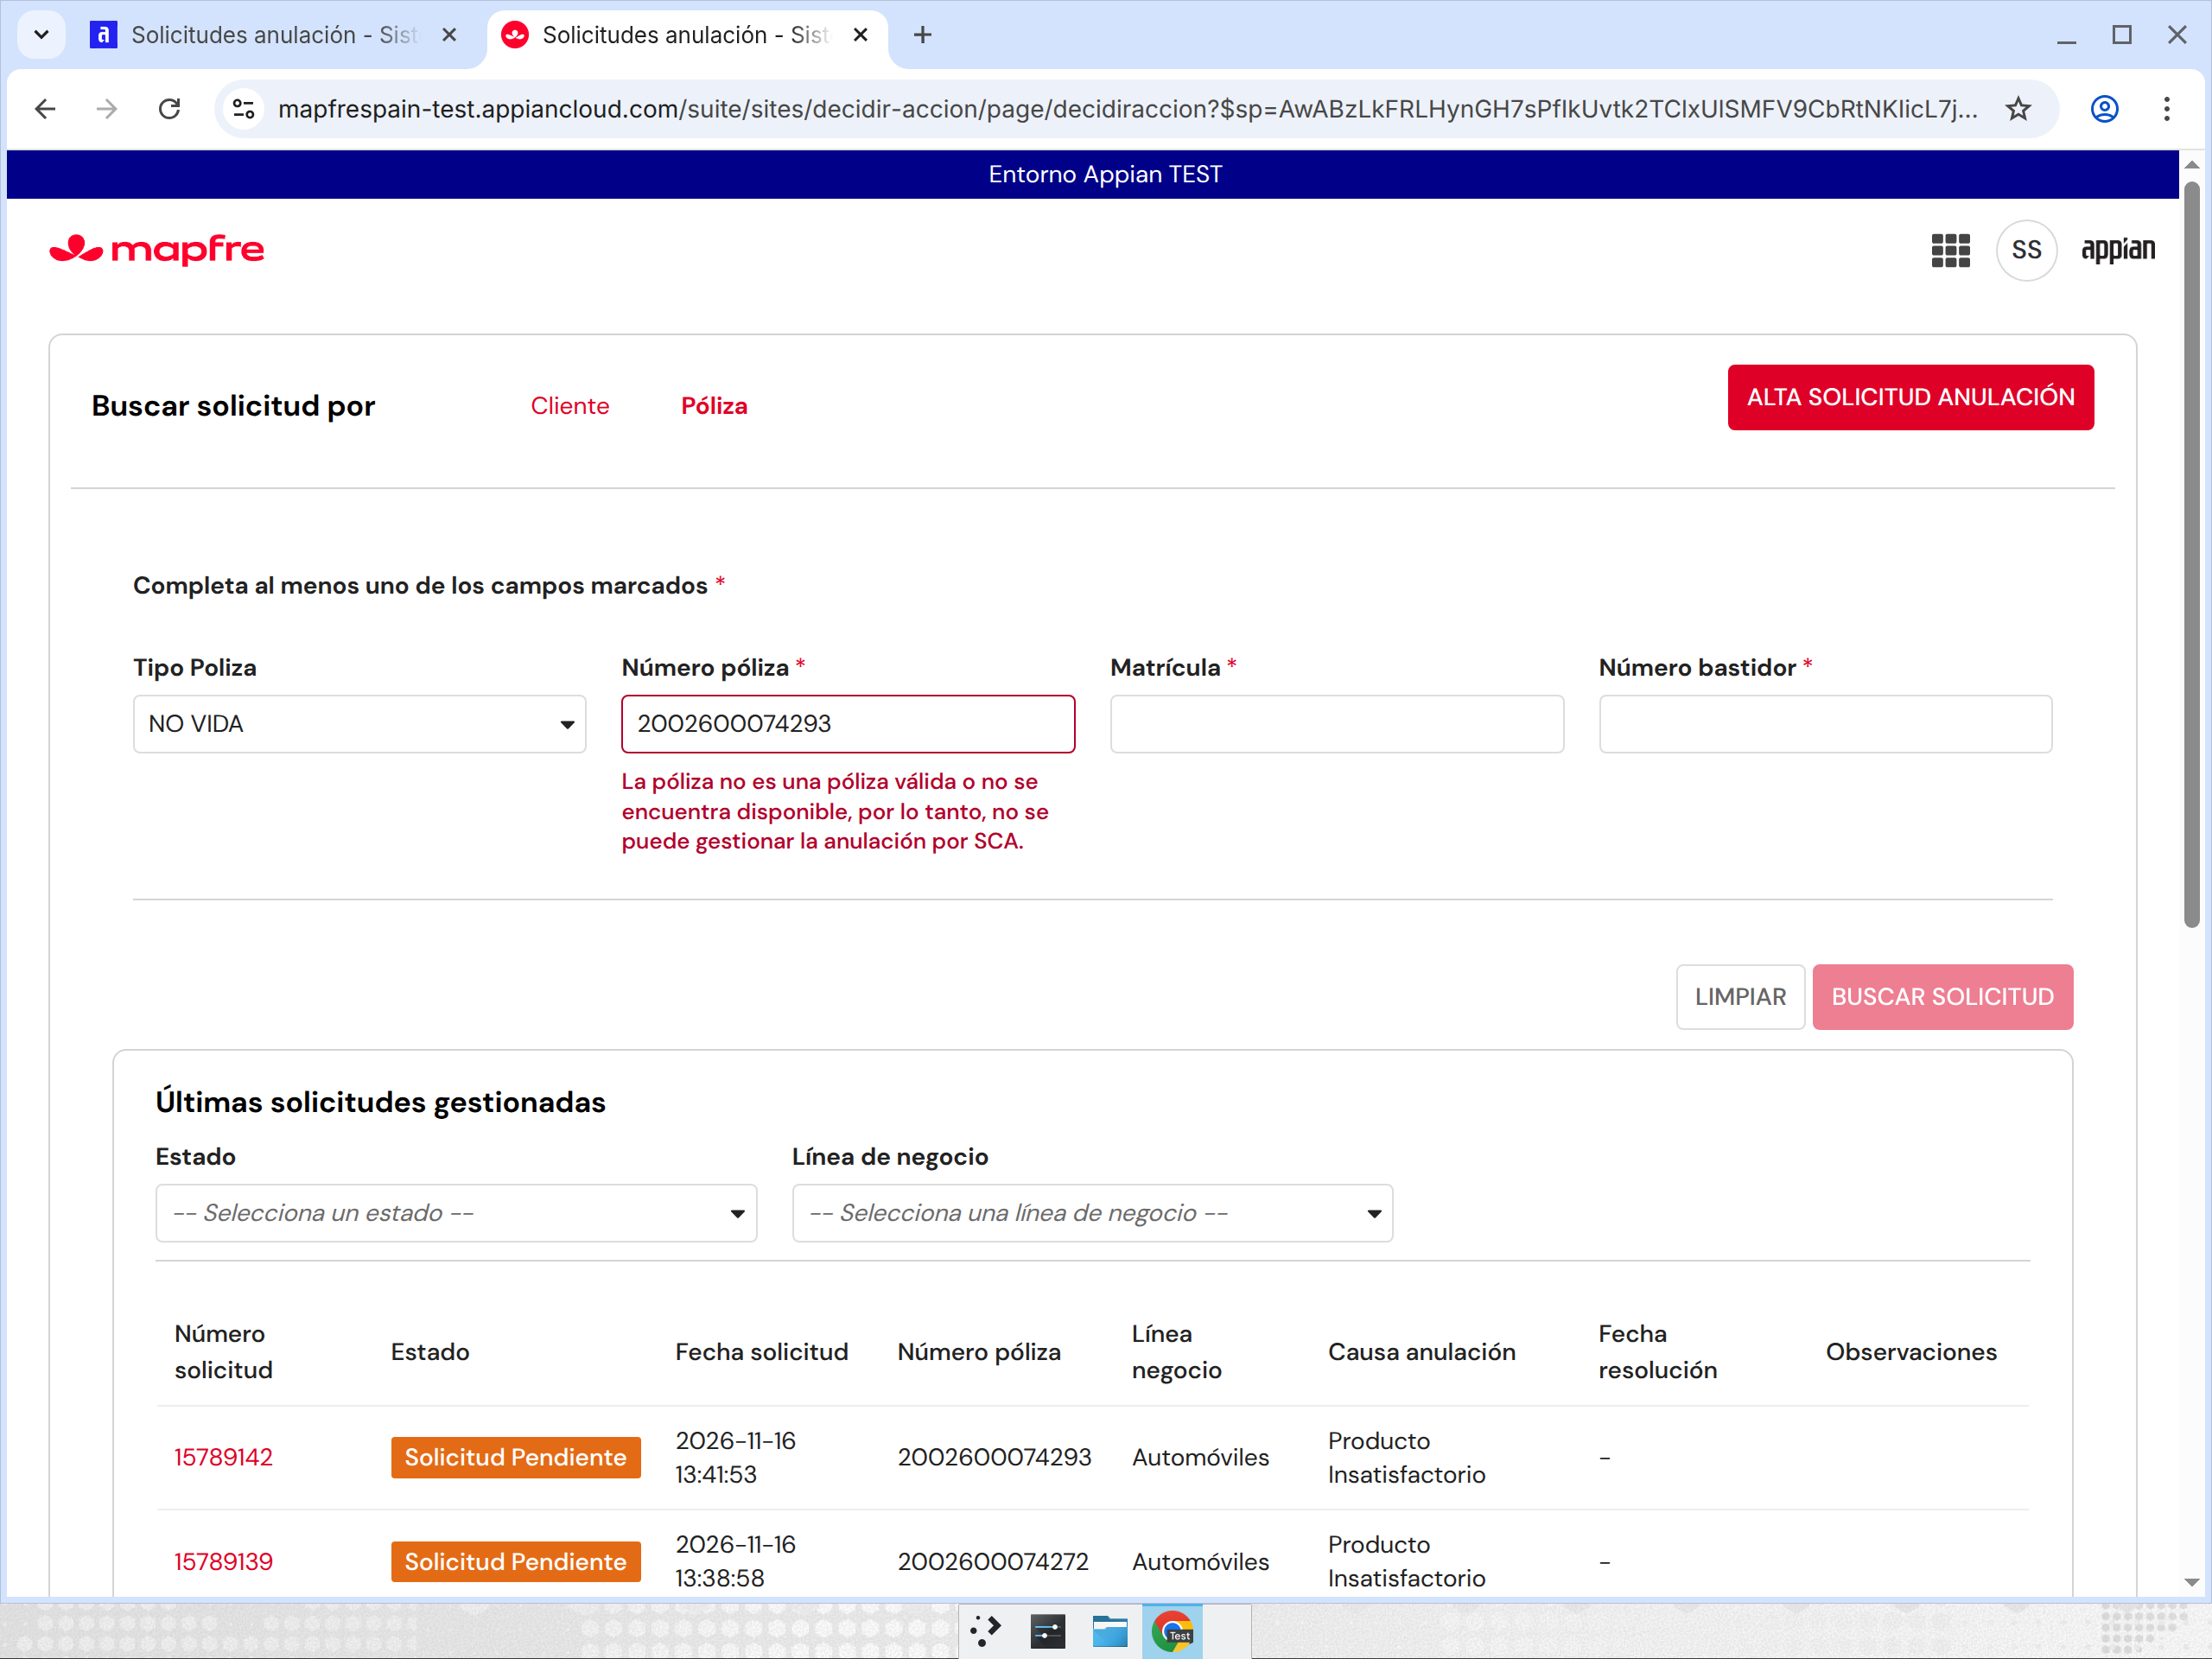 Solicitudes anulación - Sist
Solicitudes anulación - Sist
mapfrespain-test.appiancloud.com/suite/sites/decidir-accion/page/decidiraccion?$sp=AwABzLkFRLHynGH7sPfIkUvtk2TClxUlSMFV9CbRtNKlicL7j...
Entorno Appian TEST
mapfre
SS
appian
Buscar solicitud por
Cliente
Póliza
ALTA SOLICITUD ANULACIÓN
Completa al menos uno de los campos marcados *
Tipo Poliza
Número póliza *
Matrícula *
Número bastidor *
NO VIDA
2002600074293
La póliza no es una póliza válida o no se
encuentra disponible, por lo tanto, no se
puede gestionar la anulación por SCA.
LIMPIAR
BUSCAR SOLICITUD
Últimas solicitudes gestionadas
Estado
Línea de negocio
-- Selecciona un estado --
-- Selecciona una línea de negocio --
Número
solicitud
Estado
Fecha solicitud
Número póliza
Línea
negocio
Causa anulación
Fecha
resolución
Observaciones
15789142
Solicitud Pendiente
2026-11-16
13:41:53
2002600074293
Automóviles
Producto
Insatisfactorio
-
15789139
Solicitud Pendiente
2026-11-16
13:38:58
2002600074272
Automóviles
Producto
Insatisfactorio
-
Test